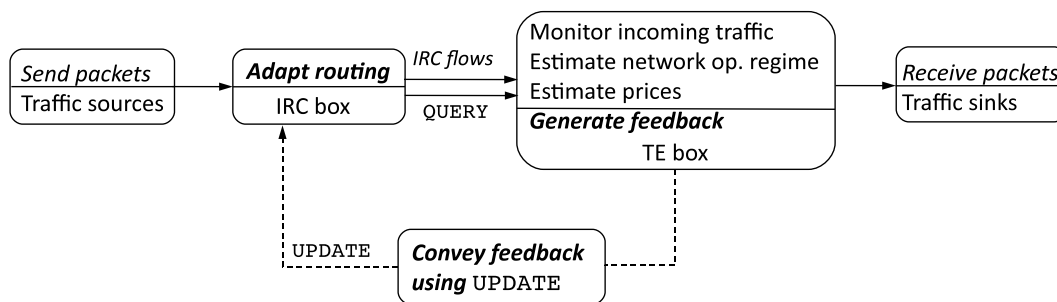 Send packets
Traffic sources
Adapt routing
IRC box
IRC flows
QUERY
Monitor incoming traffic
Estimate network op. regime
Estimate prices
Generate feedback
TE box
Receive packets
Traffic sinks
UPDATE
Convey feedback
using UPDATE